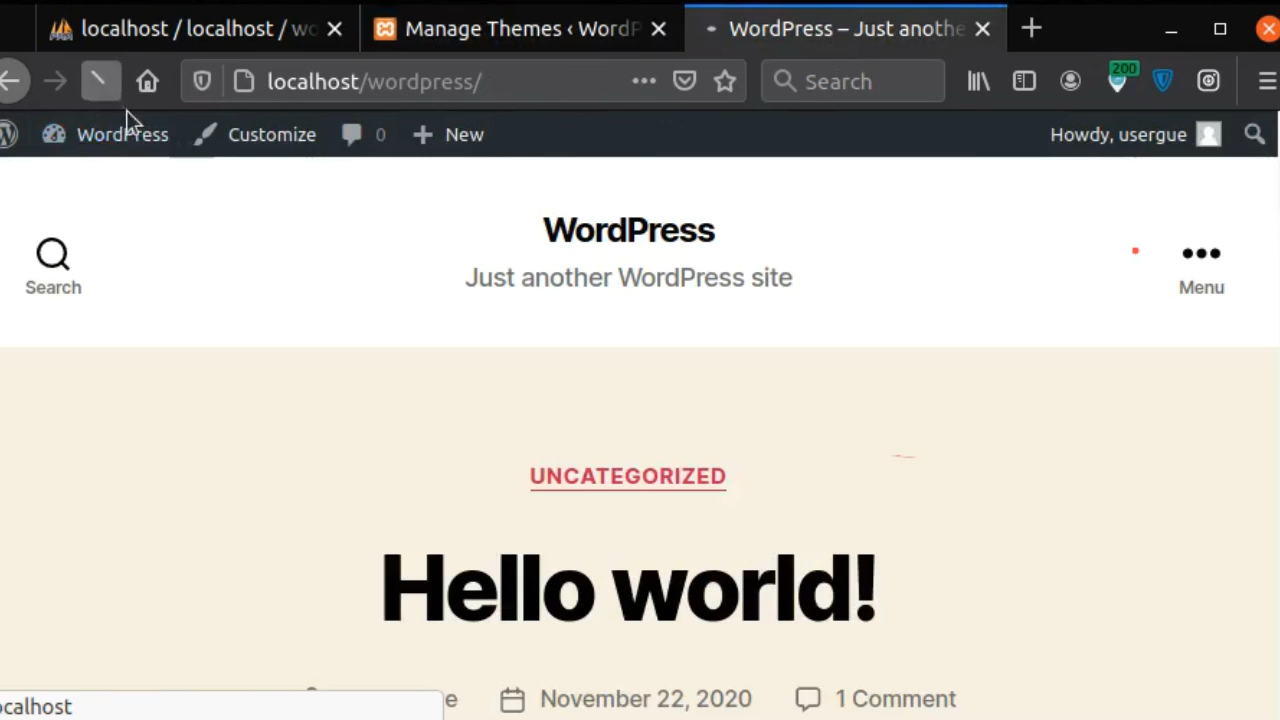 localhost / localhost / wo
Manage Themes ‹ WordP
WordPress – Just anothe
localhost/wordpress/
Search
200
WordPress
Customize
0
New
Howdy, usergue
WordPress
Just another WordPress site
Search
Menu
UNCATEGORIZED
Hello world!
e
November 22, 2020
1 Comment
ocalhost